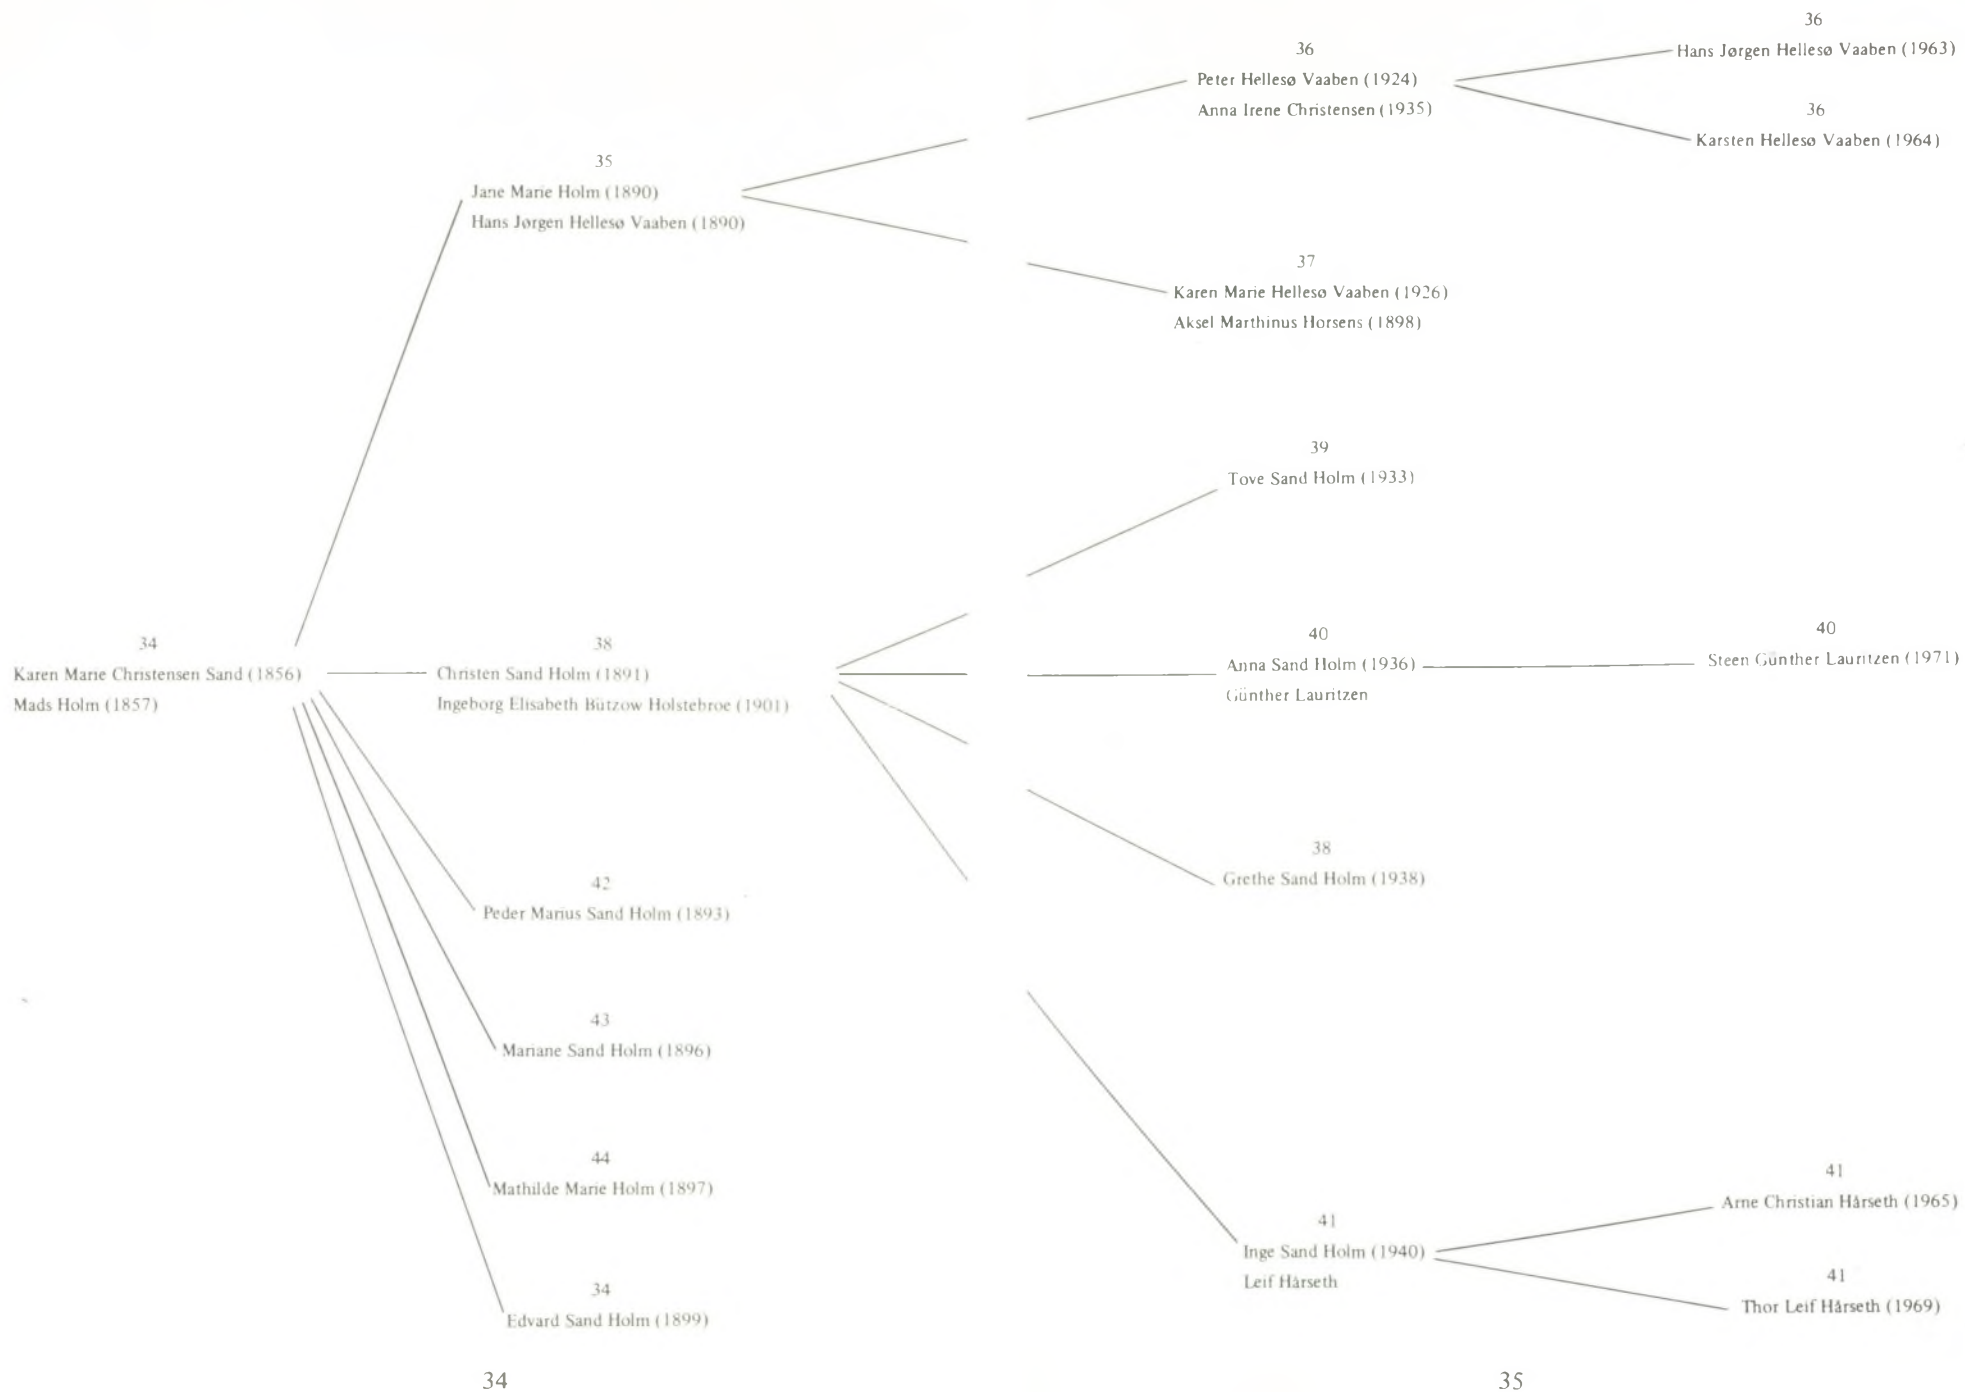 34
Karen Marie Christensen Sand (1856)
Mads Holm (1857)
35
Jane Marie Holm (1890)
Hans Jørgen Hellesø Vaaben (1890)
38
Christen Sand Holm (1891)
Ingeborg Elisabeth Bützow Holstebroe (1901)
42
Peder Marius Sand Holm (1893)
43
Mariane Sand Holm (1896)
44
Mathilde Marie Holm (1897)
34
Edvard Sand Holm (1899)
34
36
Peter Hellesø Vaaben (1924)
Anna Irene Christensen (1935)
37
Karen Marie Hellesø Vaaben (1926)
Aksel Marthinus Horsens (1898)
39
Tove Sand Holm (1933)
40
Anna Sand Holm (1936)
Günther Lauritzen
38
Grethe Sand Holm (1938)
41
Inge Sand Holm (1940)
Leif Hårseth
36
Hans Jørgen Hellesø Vaaben (1963)
36
Karsten Hellesø Vaaben (1964)
40
Steen Günther Lauritzen (1971)
41
Arne Christian Hårseth (1965)
41
Thor Leif Hårseth (1969)
35